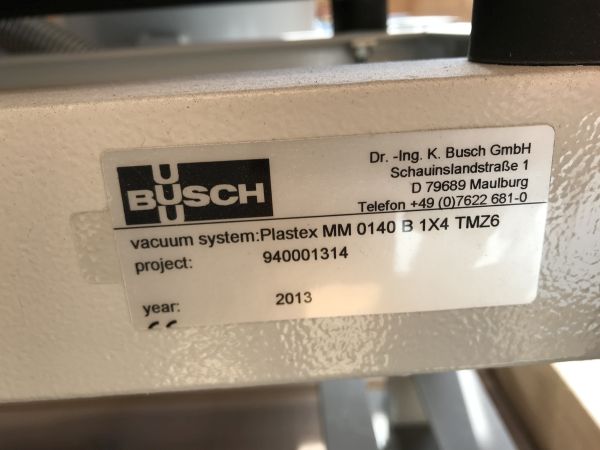 BUSCH
Dr. -Ing. K. Busch GmbH
Schauinslandstraße 1
D 79689 Maulburg
Telefon +49 (0)7622 681-0
vacuum system:Plastex MM 0140 B 1X4 TMZ6
project: 940001314
year: 2013
CE